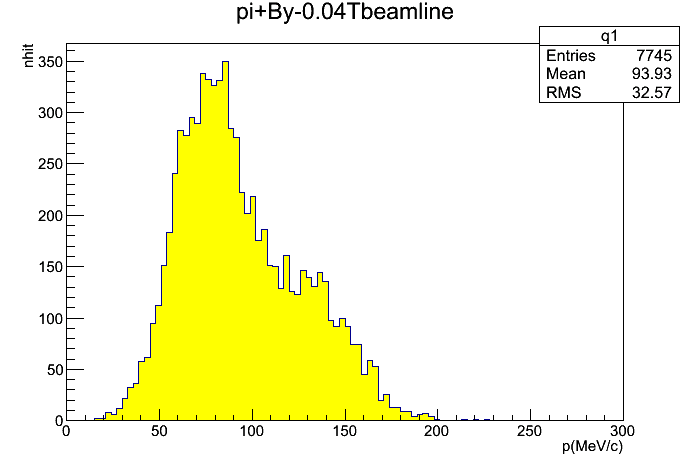 pi+By-0.04Tbeamline
q1
Entries 7745
Mean 93.93
RMS 32.57
nhit
350
300
250
200
150
100
50
0
0 50 100 150 200 250 300
p(MeV/c)